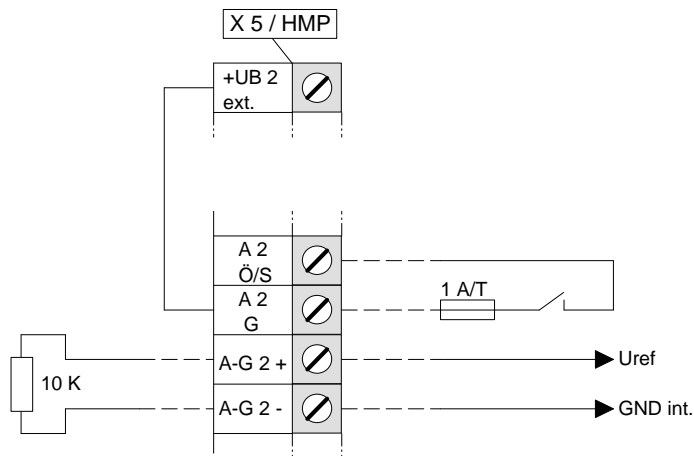 X 5 / HMP
+UB 2
ext.
A 2
Ö/S
A 2
G
1 A/T
A-G 2 +
Uref
10 K
A-G 2 -
GND int.